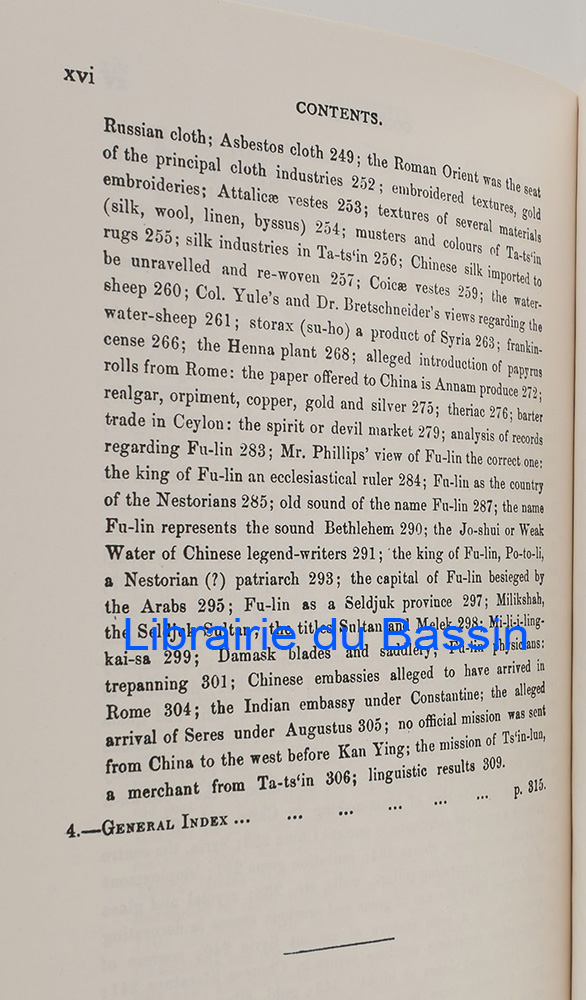 xvi
CONTENTS.
Russian cloth; Asbestos cloth 249; the Roman Orient was the seat
of the principal cloth industries 252; embroidered textures, gold
embroideries; Attalicæ vestes 253; textures of several materials
(silk, wool, linen, byssus) 254; musters and colours of Ta-ts‘in
rugs 255; silk industries in Ta-ts‘in 256; Chinese silk imported to
be unravelled and re-woven 257; Coicæ vestes 259; the water-
sheep 260; Col. Yule's and Dr. Bretschneider's views regarding the
water-sheep 261; storax (su-ho) a product of Syria 263; frankin-
cense 266; the Henna plant 268; alleged introduction of papyrus
rolls from Rome: the paper offered to China is Annam produce 272;
realgar, orpiment, copper, gold and silver 275; theriac 276; barter
trade in Ceylon: the spirit or devil market 279; analysis of records
regarding Fu-lin 283; Mr. Phillips' view of Fu-lin the correct one:
the king of Fu-lin an ecclesiastical ruler 284; Fu-lin as the country
of the Nestorians 285; old sound of the name Fu-lin 287; the name
Fu-lin represents the sound Bethlehem 290; the Jo-shui or Weak
Water of Chinese legend-writers 291; the king of Fu-lin, Po-to-li,
a Nestorian (?) patriarch 293; the capital of Fu-lin besieged by
the Arabs 295; Fu-lin as a Seldjuk province 297; Milikshah,
the Seldjuk Sultan; the titles Sultan and Melek 298; Mi-li-i-ling-
Librairie du Bassin
kai-sa 299; Damask blades and saddlery; Fu-lin physicians:
trepanning 301; Chinese embassies alleged to have arrived in
Rome 304; the Indian embassy under Constantine; the alleged
arrival of Seres under Augustus 305; no official mission was sent
from China to the west before Kan Ying; the mission of Ts‘in-lun,
a merchant from Ta-ts‘in 306; linguistic results 309.
4.—GENERAL INDEX ... ... ... ... ... ... p. 315.